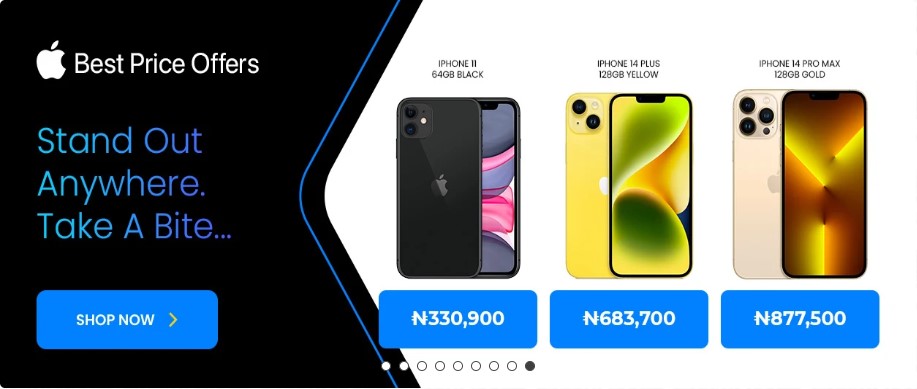 Best Price Offers
Stand Out
Anywhere.
Take A Bite...
SHOP NOW
IPHONE 11
64GB BLACK
₦330,900
IPHONE 14 PLUS
128GB YELLOW
₦683,700
IPHONE 14 PRO MAX
128GB GOLD
₦877,500